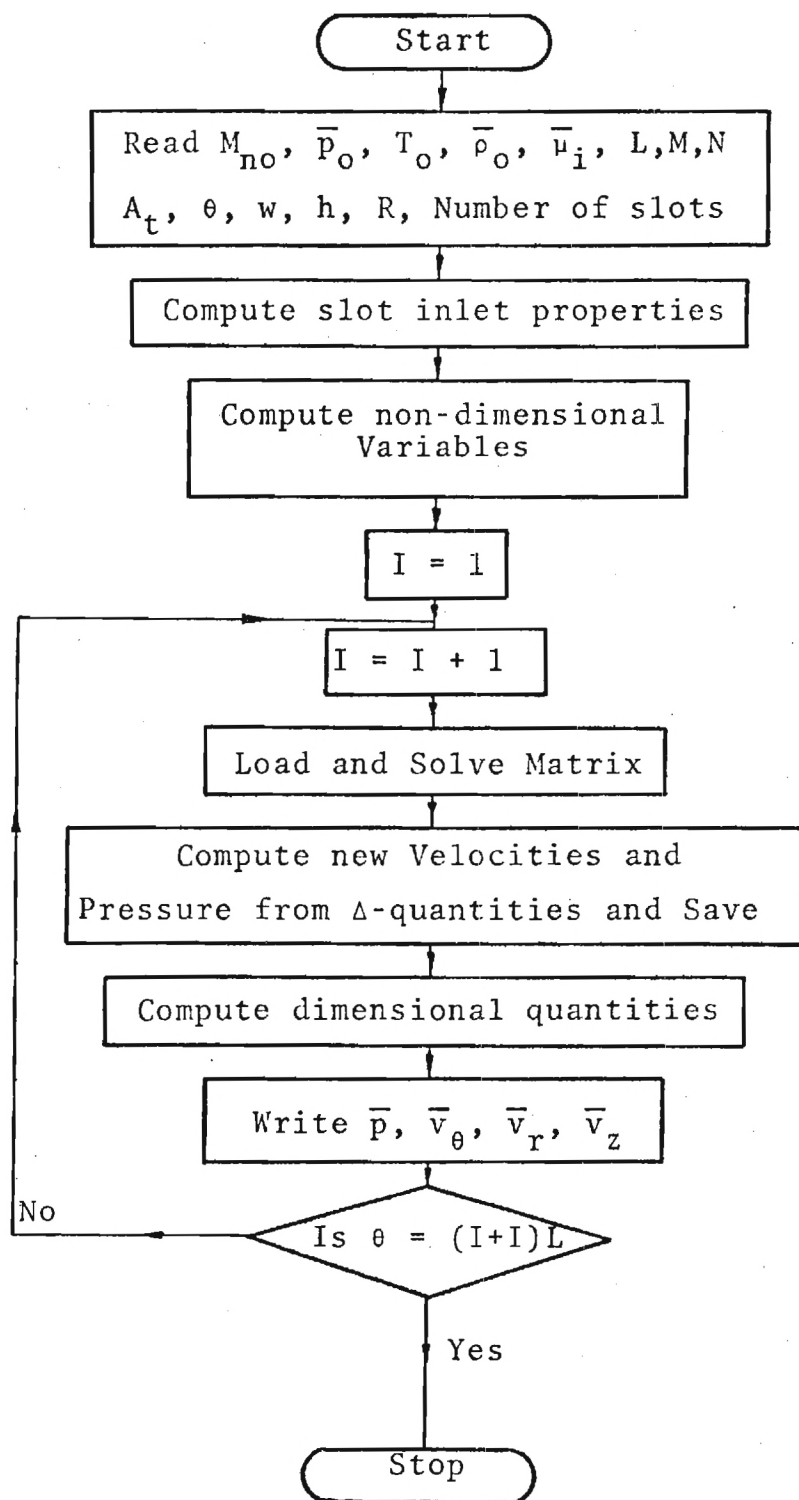 Start
Read M_no, p̅_o, T_o, ρ̅_o, μ̅_i, L,M,N
A_t, θ, w, h, R, Number of slots
Compute slot inlet properties
Compute non-dimensional
Variables
I = 1
I = I + 1
Load and Solve Matrix
Compute new Velocities and
Pressure from Δ-quantities and Save
Compute dimensional quantities
Write p̅, v̅_θ, v̅_r, v̅_z
No
Is θ = (I+I)L
Yes
Stop